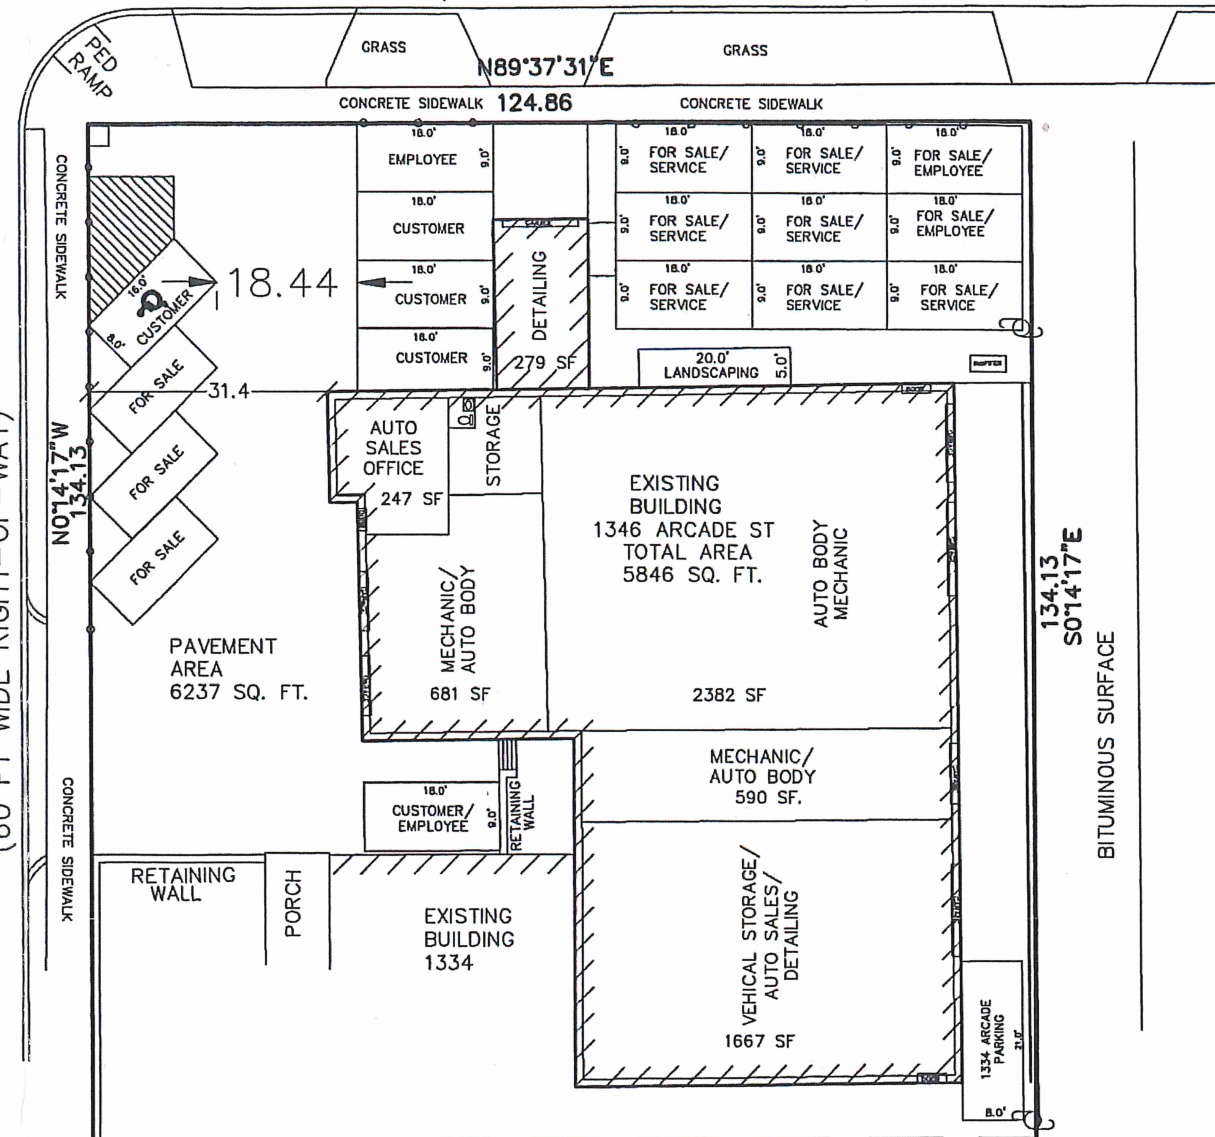 PED
RAMP
GRASS
GRASS
N89°37'31"E
CONCRETE SIDEWALK
124.86
CONCRETE SIDEWALK
CONCRETE SIDEWALK
18.0'
EMPLOYEE
9.0'
18.0'
CUSTOMER
18.0'
CUSTOMER
9.0'
18.0'
CUSTOMER
9.0'
18.0'
9.0'
FOR SALE/
SERVICE
18.0'
9.0'
FOR SALE/
SERVICE
18.0'
9.0'
FOR SALE/
EMPLOYEE
18.0'
9.0'
FOR SALE/
SERVICE
18.0'
9.0'
FOR SALE/
SERVICE
18.0'
9.0'
FOR SALE/
EMPLOYEE
18.0'
9.0'
FOR SALE/
SERVICE
18.0'
9.0'
FOR SALE/
SERVICE
18.0'
9.0'
FOR SALE/
SERVICE
16.0'
8.0'
CUSTOMER
18.44
DETAILING
279 SF
20.0'
LANDSCAPING
5.0'
FOR SALE
31.4
FOR SALE
FOR SALE
N0°14'17"W
134.13
AUTO
SALES
OFFICE
247 SF
STORAGE
EXISTING
BUILDING
1346 ARCADE ST
TOTAL AREA
5846 SQ. FT.
AUTO BODY
MECHANIC
2382 SF
MECHANIC/
AUTO BODY
681 SF
134.13
S0°14'17"E
BITUMINOUS SURFACE
PAVEMENT
AREA
6237 SQ. FT.
MECHANIC/
AUTO BODY
590 SF.
18.0'
CUSTOMER/
EMPLOYEE
9.0'
RETAINING
WALL
CONCRETE SIDEWALK
RETAINING
WALL
PORCH
EXISTING
BUILDING
1334
VEHICAL STORAGE/
AUTO SALES/
DETAILING
1667 SF
1334 ARCADE
PARKING
21.0'
8.0'